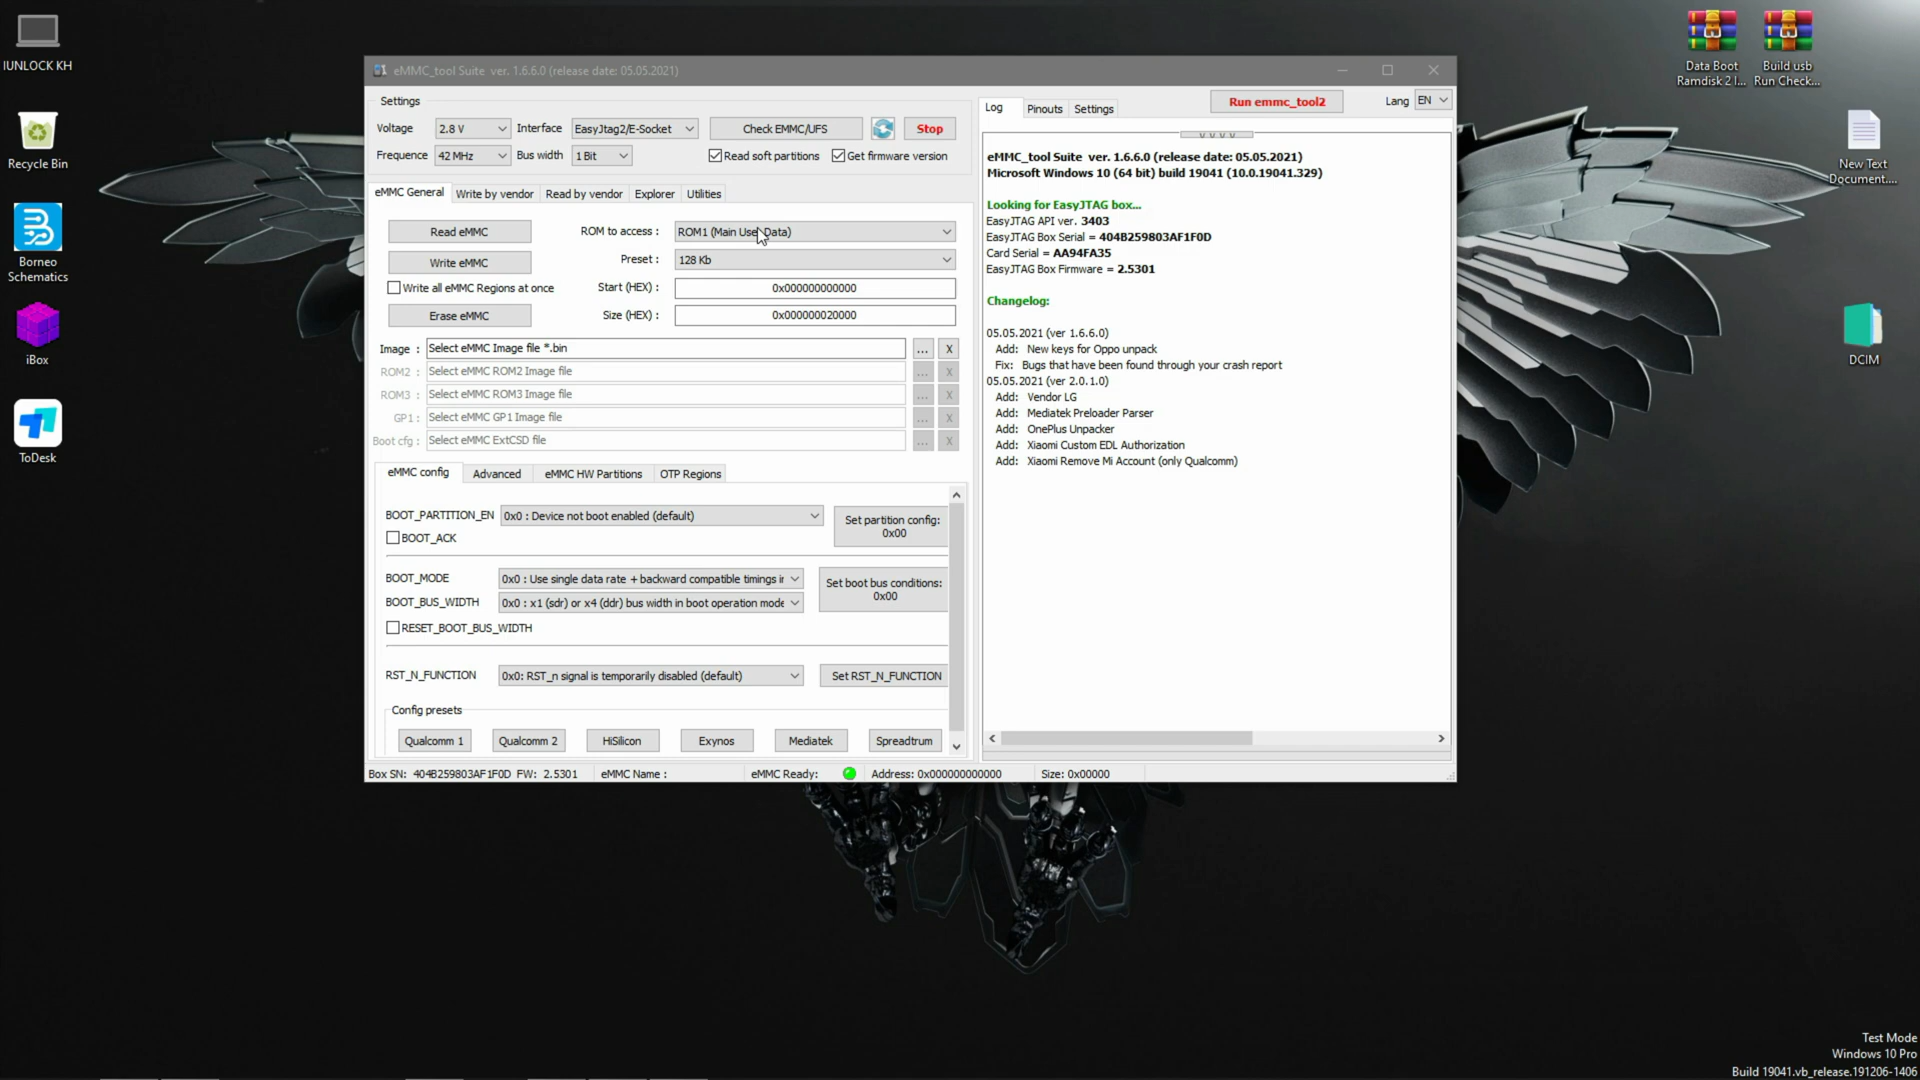 IUNLOCK KH
Recycle Bin
Borneo
Schematics
iBox
ToDesk
Data Boot
Ramdisk 2 I...
Build usb
Run Check...
New Text
Document....
DCIM
eMMC_tool Suite ver. 1.6.6.0 (release date: 05.05.2021)
Settings
Voltage 2.8 V Interface EasyJtag2/E-Socket Check EMMC/UFS Stop
Frequency 42 MHz Bus width 1 Bit Read soft partitions Get firmware version
eMMC General Write by vendor Read by vendor Explorer Utilities
Read eMMC ROM to access : ROM1 (Main User Data)
Write eMMC Preset : 128 Kb
Write all eMMC Regions at once Start (HEX) : 0x000000000000
Erase eMMC Size (HEX) : 0x000000020000
Image : Select eMMC Image file *.bin ... X
ROM2 : Select eMMC ROM2 Image file ... X
ROM3 : Select eMMC ROM3 Image file ... X
GP1 : Select eMMC GP1 Image file ... X
Boot cfg : Select eMMC ExtCSD file ... X
eMMC config Advanced eMMC HW Partitions OTP Regions
BOOT_PARTITION_EN 0x0 : Device not boot enabled (default) Set partition config:
0x00
BOOT_ACK
BOOT_MODE 0x0 : Use single data rate + backward compatible timings i Set boot bus conditions:
0x00
BOOT_BUS_WIDTH 0x0 : x1 (sdr) or x4 (ddr) bus width in boot operation mode
RESET_BOOT_BUS_WIDTH
RST_N_FUNCTION 0x0: RST_n signal is temporarily disabled (default) Set RST_N_FUNCTION
Config presets
Qualcomm 1 Qualcomm 2 HiSilicon Exynos Mediatek Spreadtrum
Box SN: 404B259803AF1F0D FW: 2.5301 eMMC Name : eMMC Ready: Address: 0x000000000000 Size: 0x00000
Log Pinouts Settings Run emmc_tool2 Lang EN
eMMC_tool Suite ver. 1.6.6.0 (release date: 05.05.2021)
Microsoft Windows 10 (64 bit) build 19041 (10.0.19041.329)
Looking for EasyJTAG box...
EasyJTAG API ver. 3403
EasyJTAG Box Serial = 404B259803AF1F0D
Card Serial = AA94FA35
EasyJTAG Box Firmware = 2.5301
Changelog:
05.05.2021 (ver 1.6.6.0)
Add: New keys for Oppo unpack
Fix: Bugs that have been found through your crash report
05.05.2021 (ver 2.0.1.0)
Add: Vendor LG
Add: Mediatek Preloader Parser
Add: OnePlus Unpacker
Add: Xiaomi Custom EDL Authorization
Add: Xiaomi Remove Mi Account (only Qualcomm)
Test Mode
Windows 10 Pro
Build 19041.vb_release.191206-1406